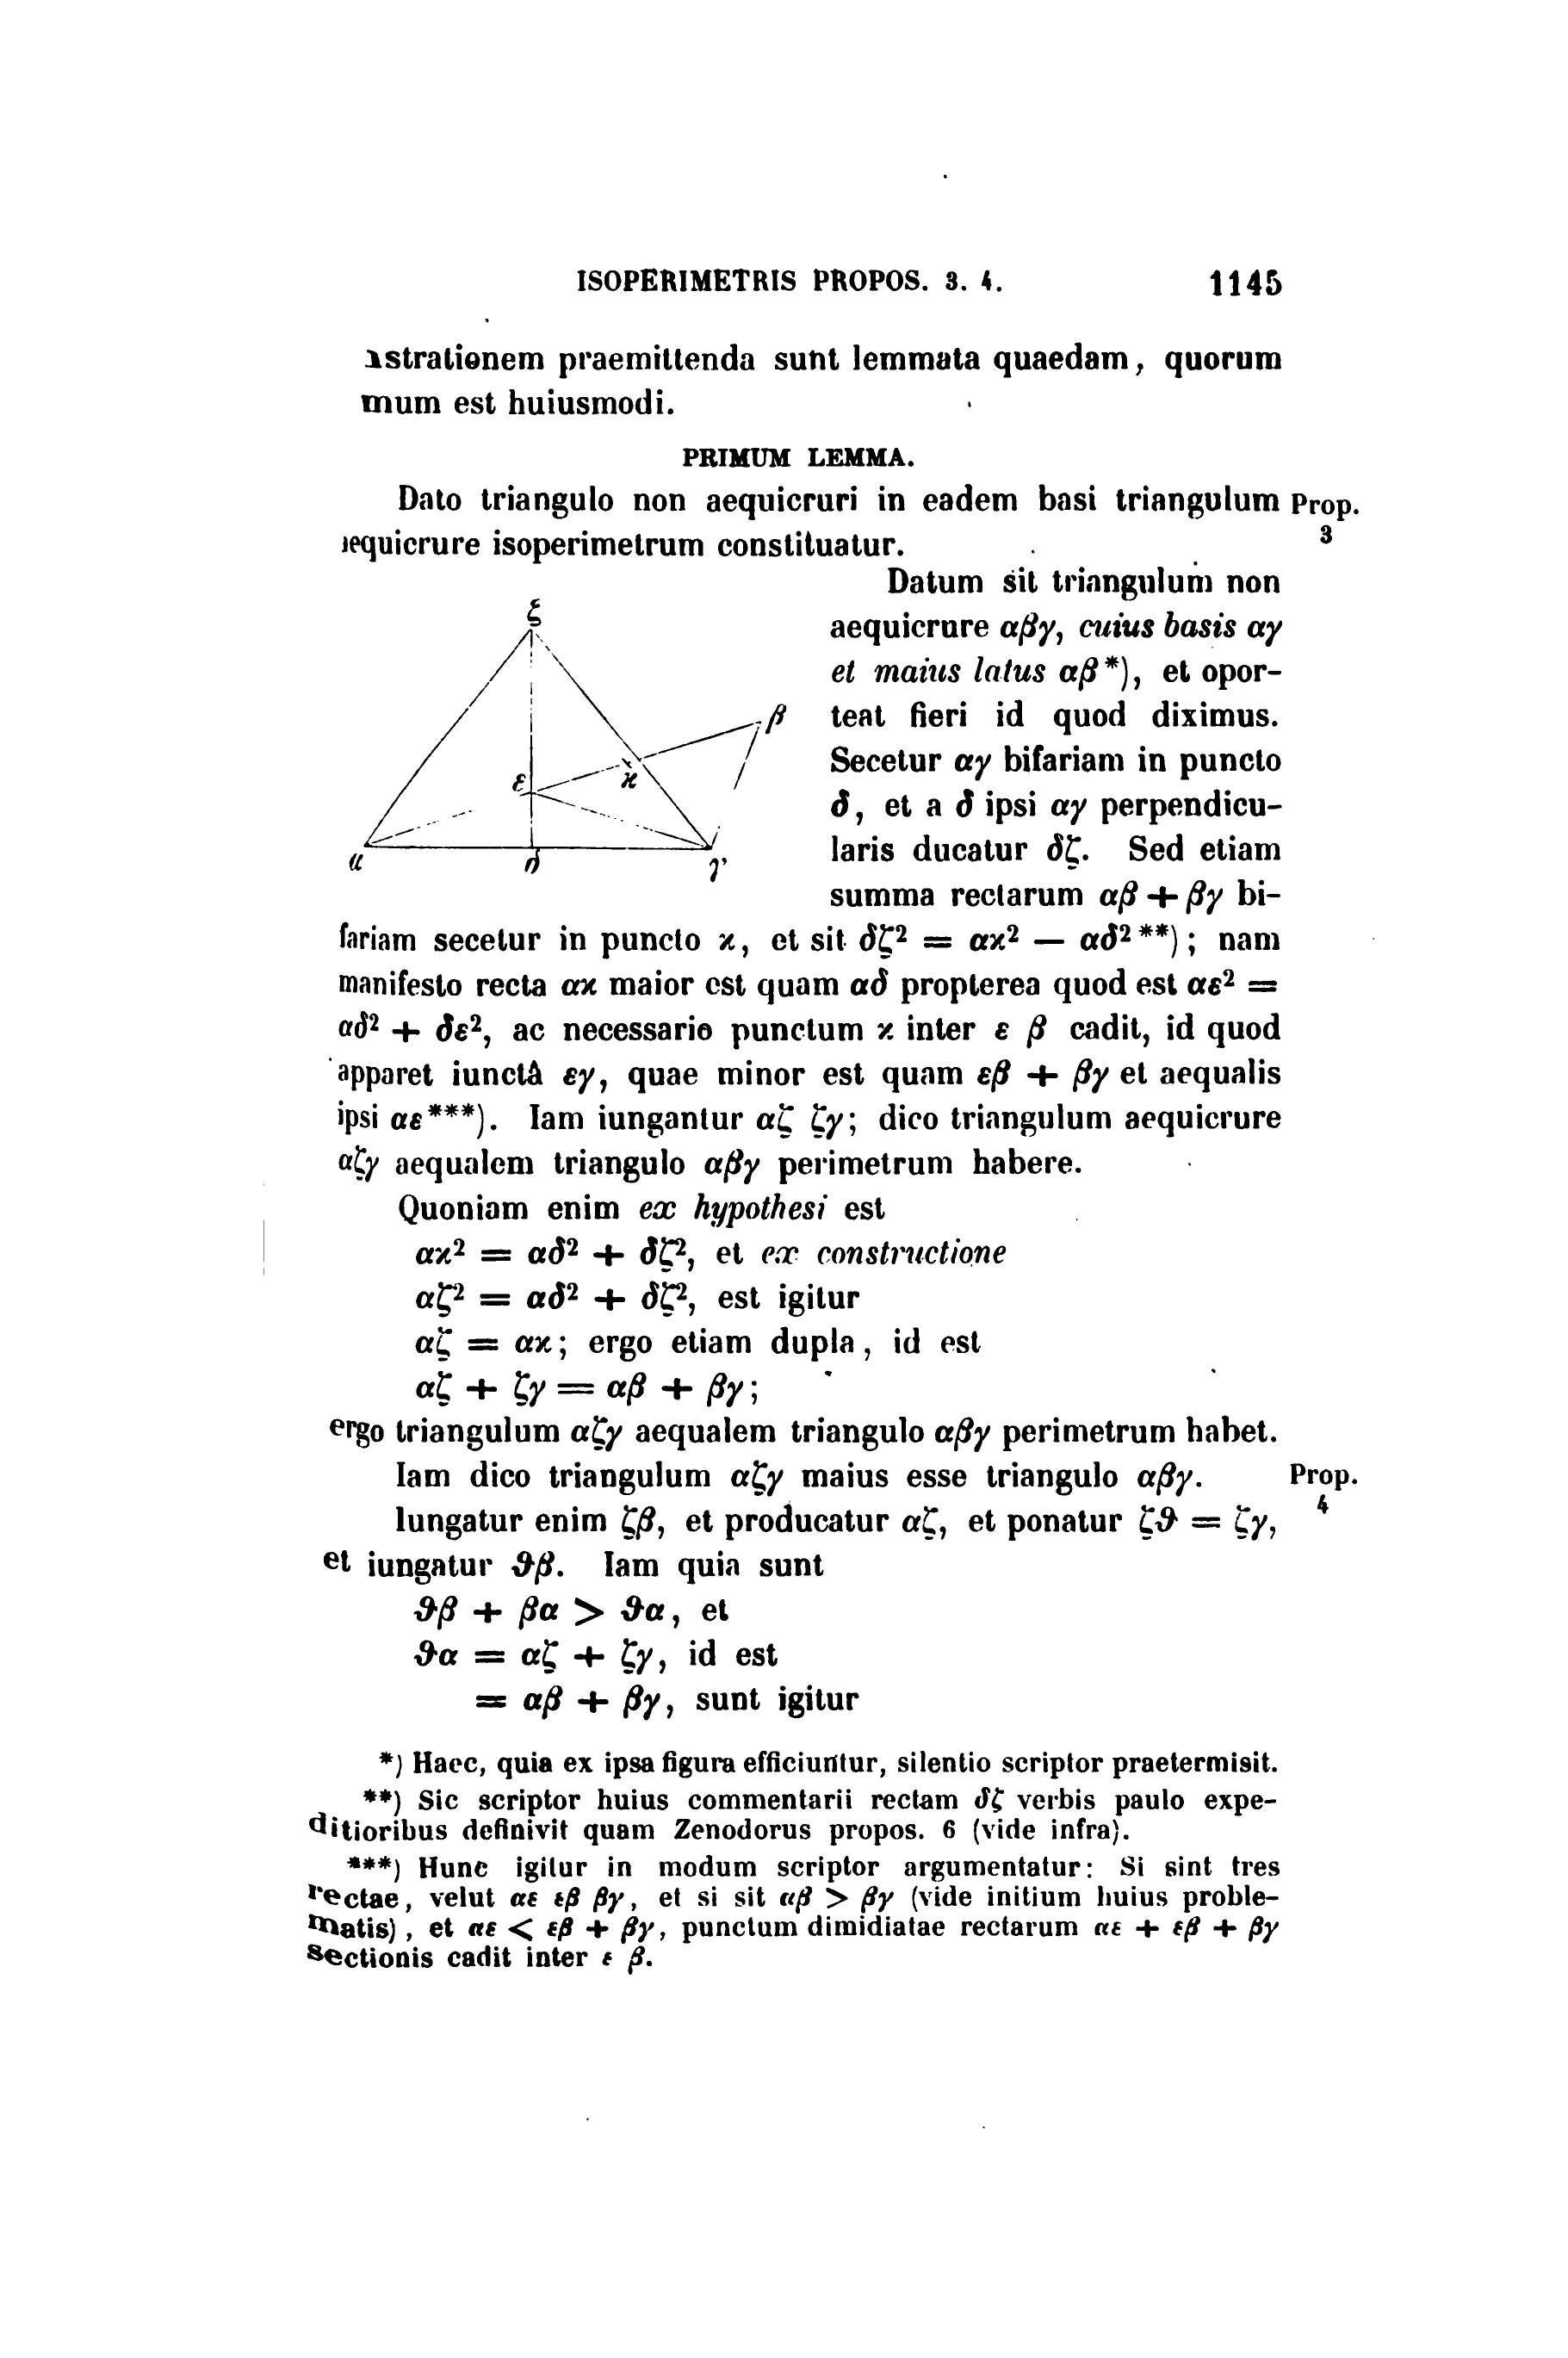 ISOPERIMETRIS PROPOS. 3. 4. 1145
strationem praemittenda sunt lemmata quaedam, quorum
mum est huiusmodi.
PRIMUM LEMMA.
Dato triangulo non aequicruri in eadem basi triangulum Prop. 3
aequicrure isoperimetrum constituatur.
Datum sit triangulum non
aequicrure αβγ, cuius basis αγ
et maius latus αβ*), et opor-
teat fieri id quod diximus.
Secetur αγ bifariam in puncto
δ, et a δ ipsi αγ perpendicu-
laris ducatur δζ. Sed etiam
summa rectarum αβ + βγ bi-
ζ
β
ε
κ
α
δ
γ
fariam secetur in puncto κ, et sit δζ² = ακ² — αδ²**); nam
manifesto recta ακ maior est quam αδ propterea quod est αε² =
αδ² + δε², ac necessario punctum κ inter ε β cadit, id quod
apparet iunctâ εγ, quae minor est quam εβ + βγ et aequalis
ipsi αε***). Iam iungantur αζ ζγ; dico triangulum aequicrure
αζγ aequalem triangulo αβγ perimetrum habere.
Quoniam enim ex hypothesi est
ακ² = αδ² + δζ², et ex constructione
αζ² = αδ² + δζ², est igitur
αζ = ακ; ergo etiam dupla, id est
αζ + ζγ = αβ + βγ;
ergo triangulum αζγ aequalem triangulo αβγ perimetrum habet.
Iam dico triangulum αζγ maius esse triangulo αβγ. Prop. 4
Iungatur enim ζβ, et producatur αζ, et ponatur ζϑ = ζγ,
et iungatur ϑβ. Iam quia sunt
ϑβ + βα > ϑα, et
ϑα = αζ + ζγ, id est
= αβ + βγ, sunt igitur
*) Haec, quia ex ipsa figura efficiuntur, silentio scriptor praetermisit.
**) Sic scriptor huius commentarii rectam δζ verbis paulo expe-
ditioribus definivit quam Zenodorus propos. 6 (vide infra).
***) Hunc igitur in modum scriptor argumentatur: Si sint tres
rectae, velut αε εβ βγ, et si sit αβ > βγ (vide initium huius proble-
matis), et αε < εβ + βγ, punctum dimidiatae rectarum αε + εβ + βγ
sectionis cadit inter ε β.